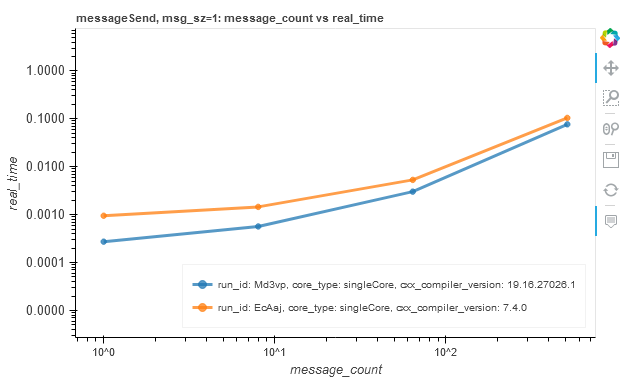 messageSend, msg_sz=1: message_count vs real_time
1.0000
0.1000
0.0100
0.0010
0.0001
0.0000
real_time
run_id: Md3vp, core_type: singleCore, cxx_compiler_version: 19.16.27026.1
run_id: EcAaj, core_type: singleCore, cxx_compiler_version: 7.4.0
10^0 10^1 10^2
message_count